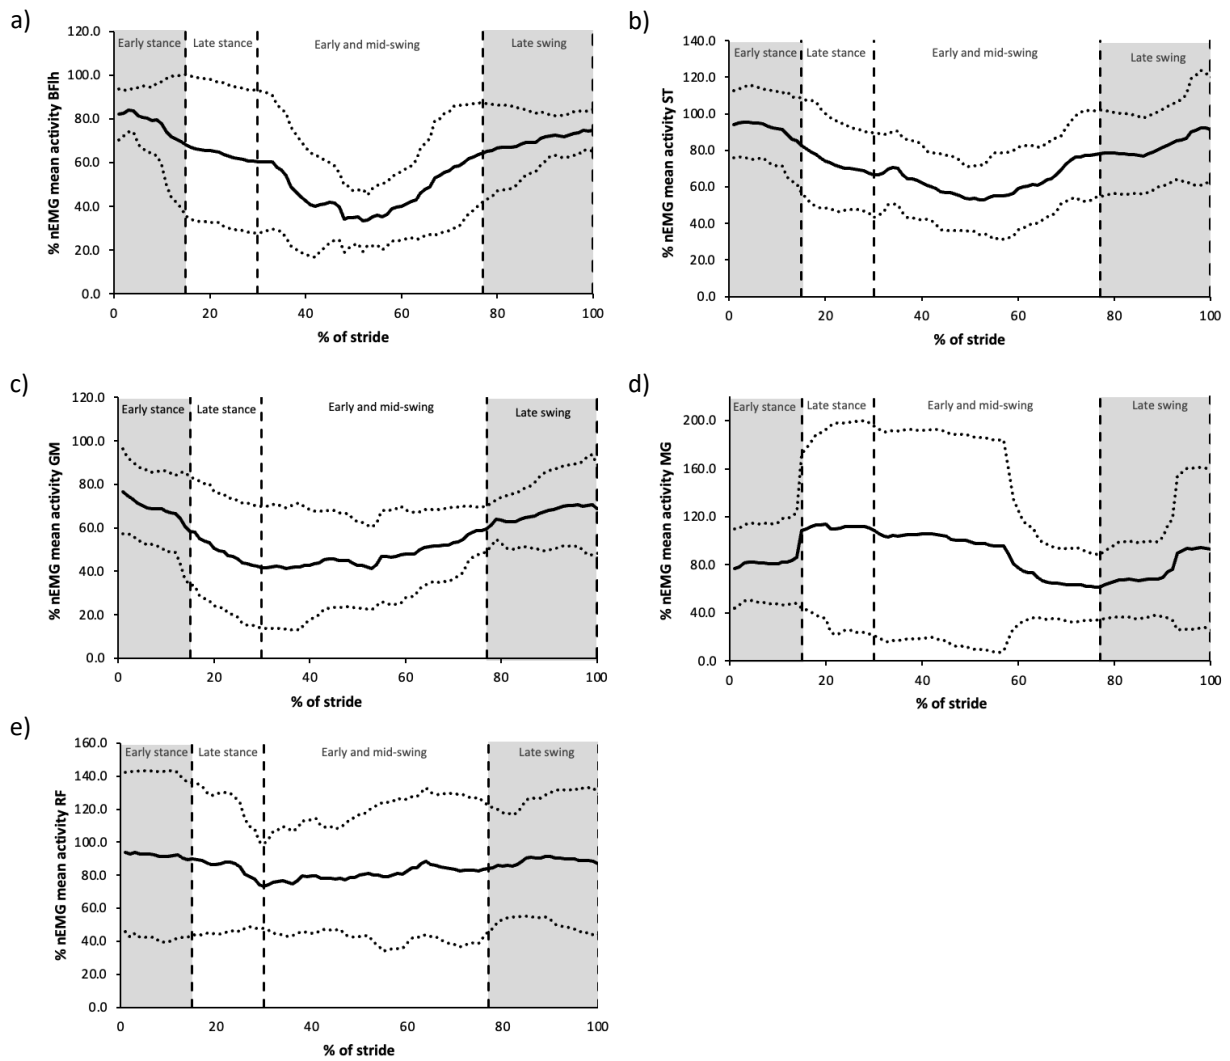 a)
120.0
100.0
80.0
60.0
40.0
20.0
0.0
% nEMG mean activity BFlh
Early stance
Late stance
Early and mid-swing
Late swing
0 20 40 60 80 100
% of stride
b)
140.0
120.0
100.0
80.0
60.0
40.0
20.0
0.0
% nEMG mean activity ST
Early stance
Late stance
Early and mid-swing
Late swing
0 20 40 60 80 100
% of stride
c)
120.0
100.0
80.0
60.0
40.0
20.0
0.0
% nEMG mean activity GM
Early stance
Late stance
Early and mid-swing
Late swing
0 20 40 60 80 100
% of stride
d)
200.0
160.0
120.0
80.0
40.0
0.0
% nEMG mean activity MG
Early stance
Late stance
Early and mid-swing
Late swing
0 20 40 60 80 100
% of stride
e)
160.0
140.0
120.0
100.0
80.0
60.0
40.0
20.0
0.0
% nEMG mean activity RF
Early stance
Late stance
Early and mid-swing
Late swing
0 20 40 60 80 100
% of stride